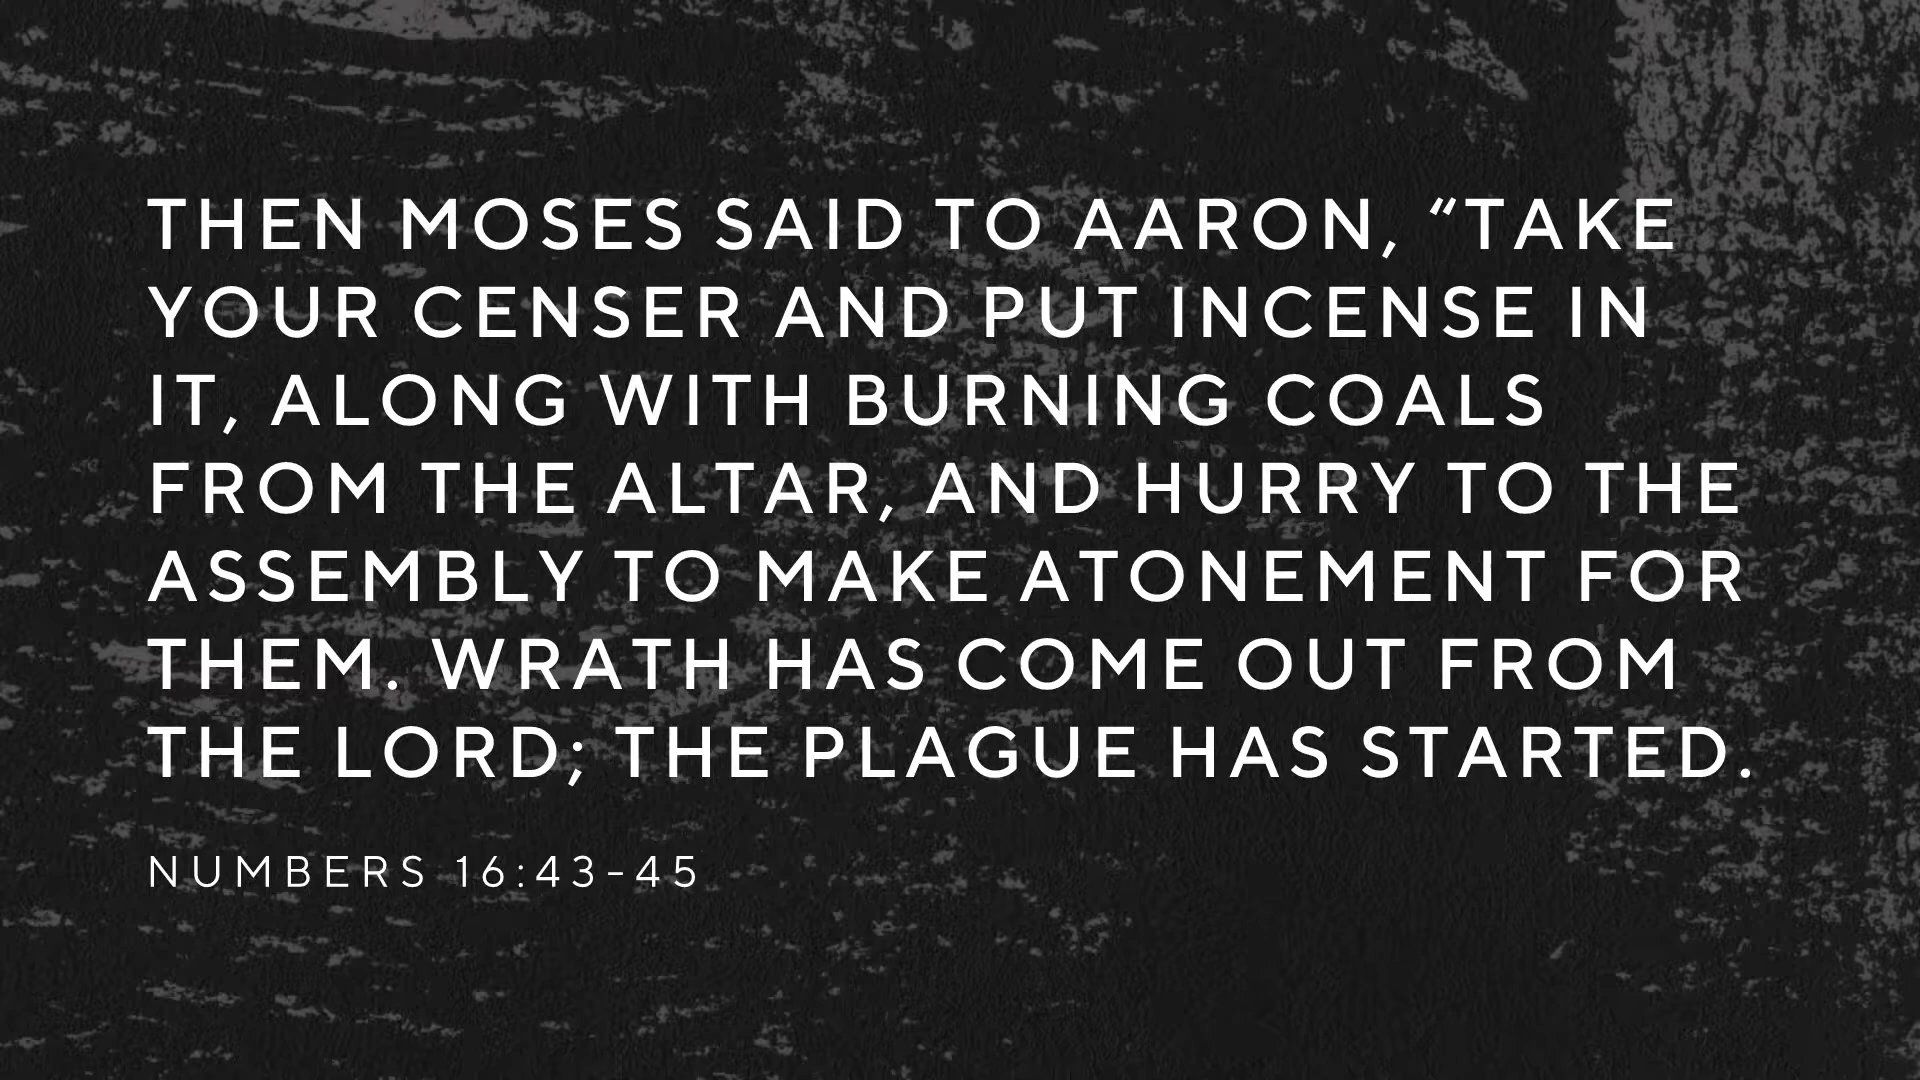 THEN MOSES SAID TO AARON, “TAKE
YOUR CENSER AND PUT INCENSE IN
IT, ALONG WITH BURNING COALS
FROM THE ALTAR, AND HURRY TO THE
ASSEMBLY TO MAKE ATONEMENT FOR
THEM. WRATH HAS COME OUT FROM
THE LORD; THE PLAGUE HAS STARTED.
NUMBERS 16:43-45